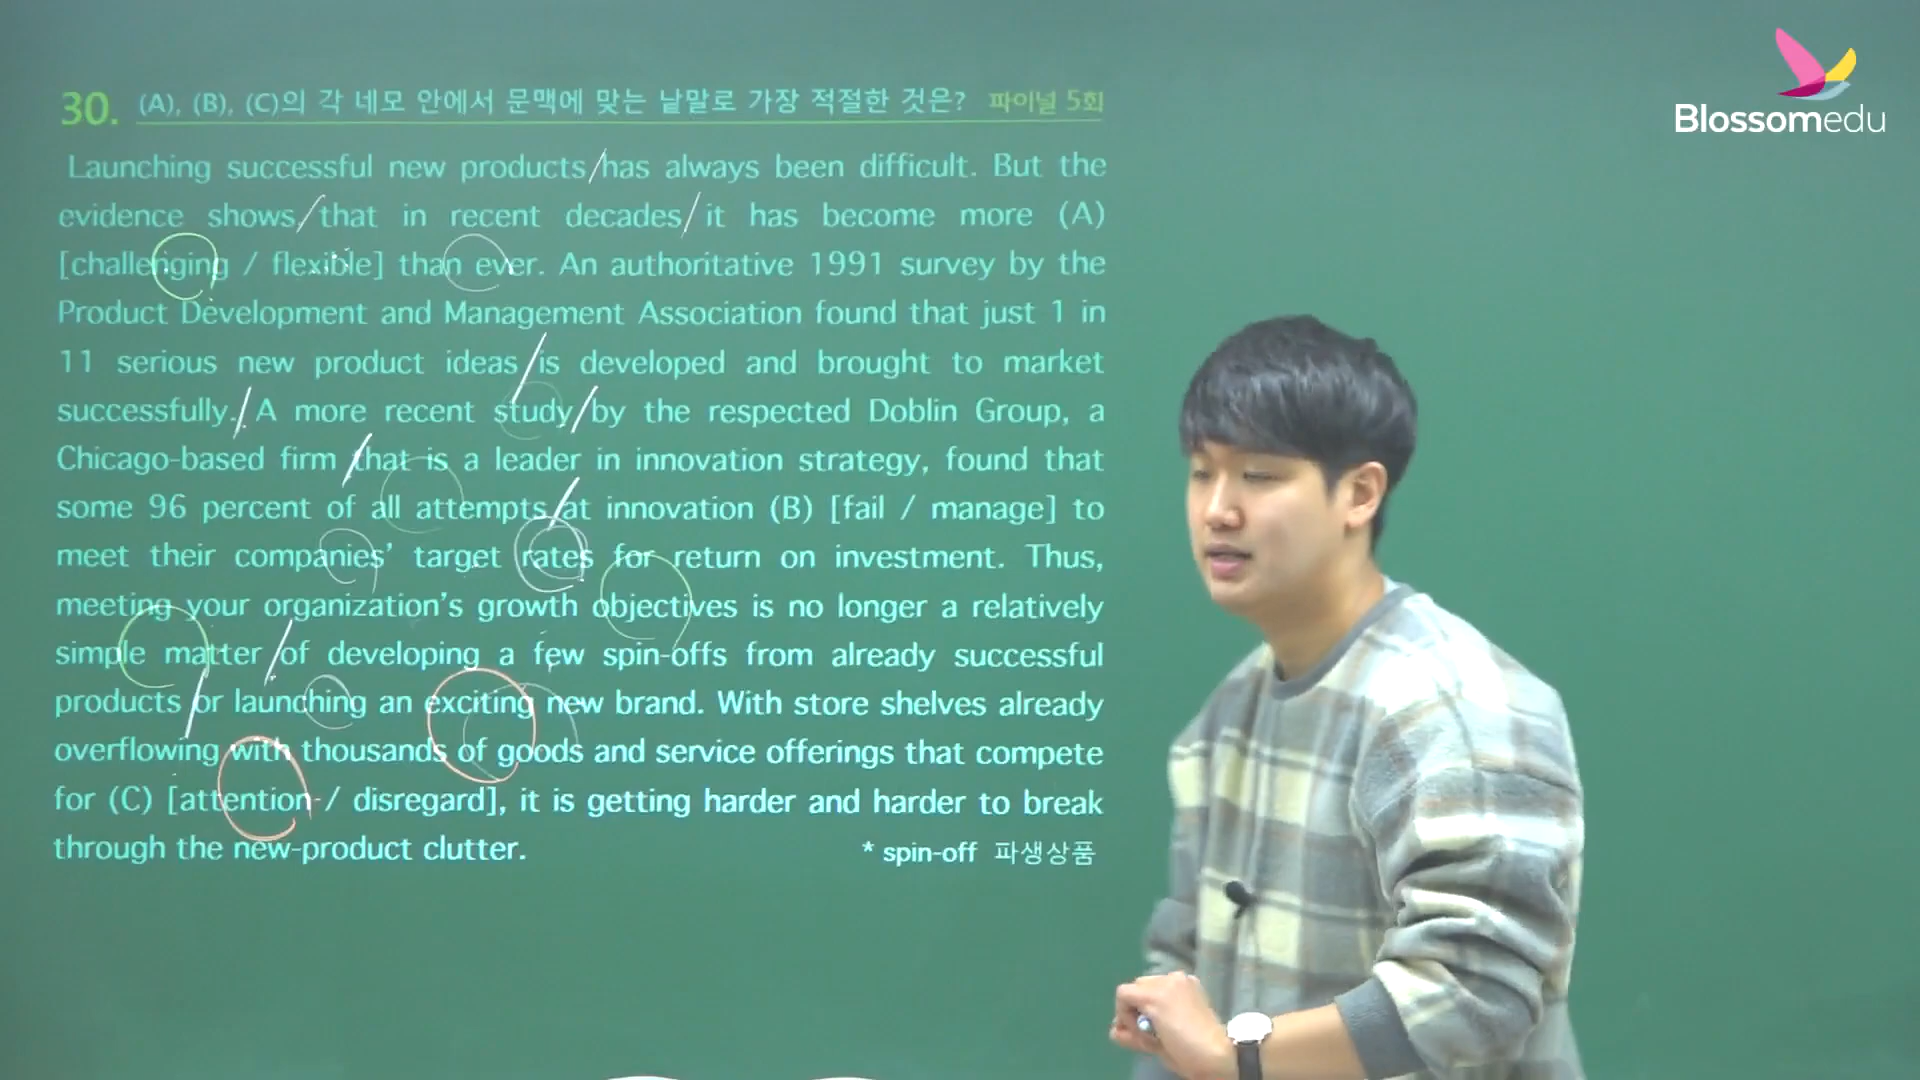 Blossomedu
30. (A), (B), (C)의 각 네모 안에서 문맥에 맞는 낱말로 가장 적절한 것은? 파이널 5회
Launching successful new products has always been difficult. But the
evidence shows that in recent decades it has become more (A)
[challenging / flexible] than ever. An authoritative 1991 survey by the
Product Development and Management Association found that just 1 in
11 serious new product ideas is developed and brought to market
successfully. A more recent study by the respected Doblin Group, a
Chicago-based firm that is a leader in innovation strategy, found that
some 96 percent of all attempts at innovation (B) [fail / manage] to
meet their companies’ target rates for return on investment. Thus,
meeting your organization’s growth objectives is no longer a relatively
simple matter of developing a few spin-offs from already successful
products or launching an exciting new brand. With store shelves already
overflowing with thousands of goods and service offerings that compete
for (C) [attention / disregard], it is getting harder and harder to break
through the new-product clutter.
* spin-off 파생상품